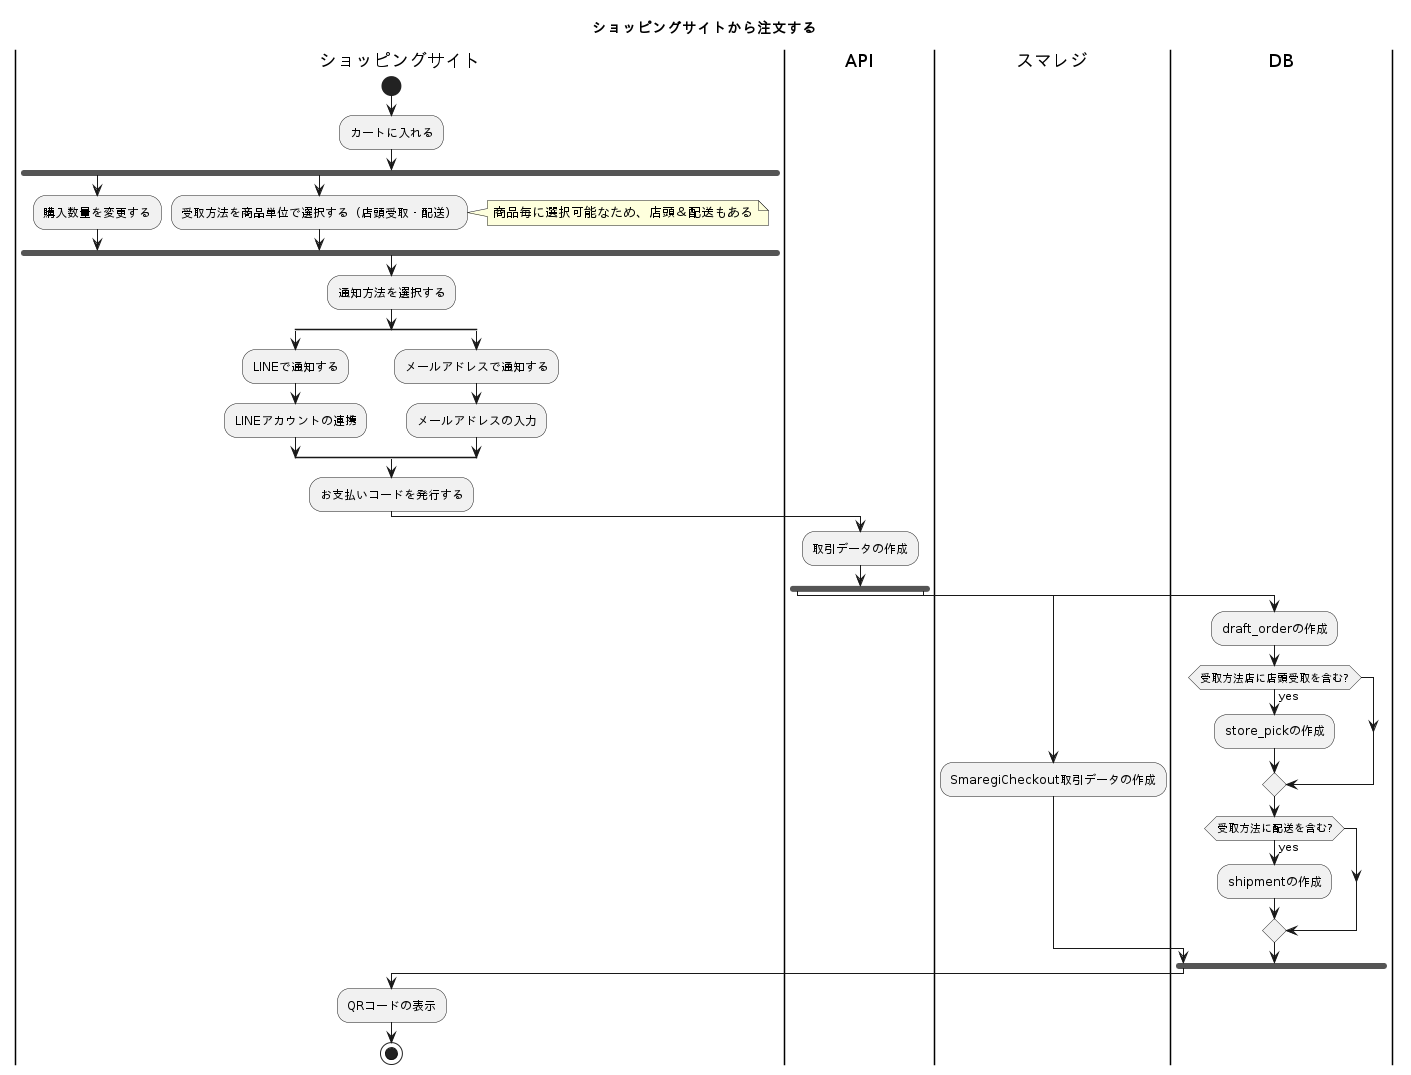 ショッピングサイトから注文する
ショッピングサイト
API
スマレジ
DB
カートに入れる
購入数量を変更する
受取方法を商品単位で選択する（店頭受取・配送）
商品毎に選択可能なため、店頭＆配送もある
通知方法を選択する
LINEで通知する
メールアドレスで通知する
LINEアカウントの連携
メールアドレスの入力
お支払いコードを発行する
取引データの作成
draft_orderの作成
受取方法店に店頭受取を含む?
yes
store_pickの作成
SmaregiCheckout取引データの作成
受取方法に配送を含む?
yes
shipmentの作成
QRコードの表示